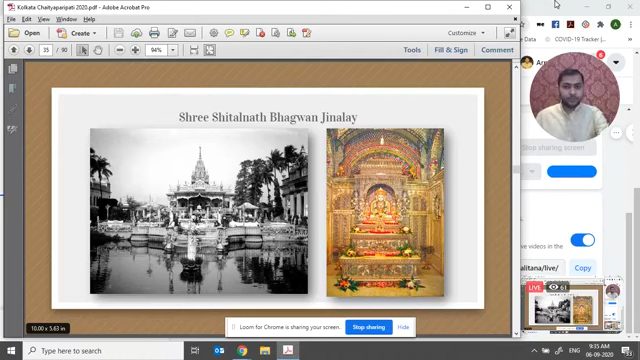 Kolkata Chaityaparipati 2020.pdf - Adobe Acrobat Pro
File Edit View Window Help
Open
Create
Customize
35 / 90
94%
Tools
Fill & Sign
Comment
Data
COVID-19 Tracker |...
6
Shree Shitalnath Bhagwan Jinalay
Stop sharing screen
videos in the
alitana/live/
Copy
LIVE 61
10.00 x 5.63 in
Loom for Chrome is sharing your screen.
Stop sharing
Hide
Type here to search
ENG
9:35 AM
06-09-2020